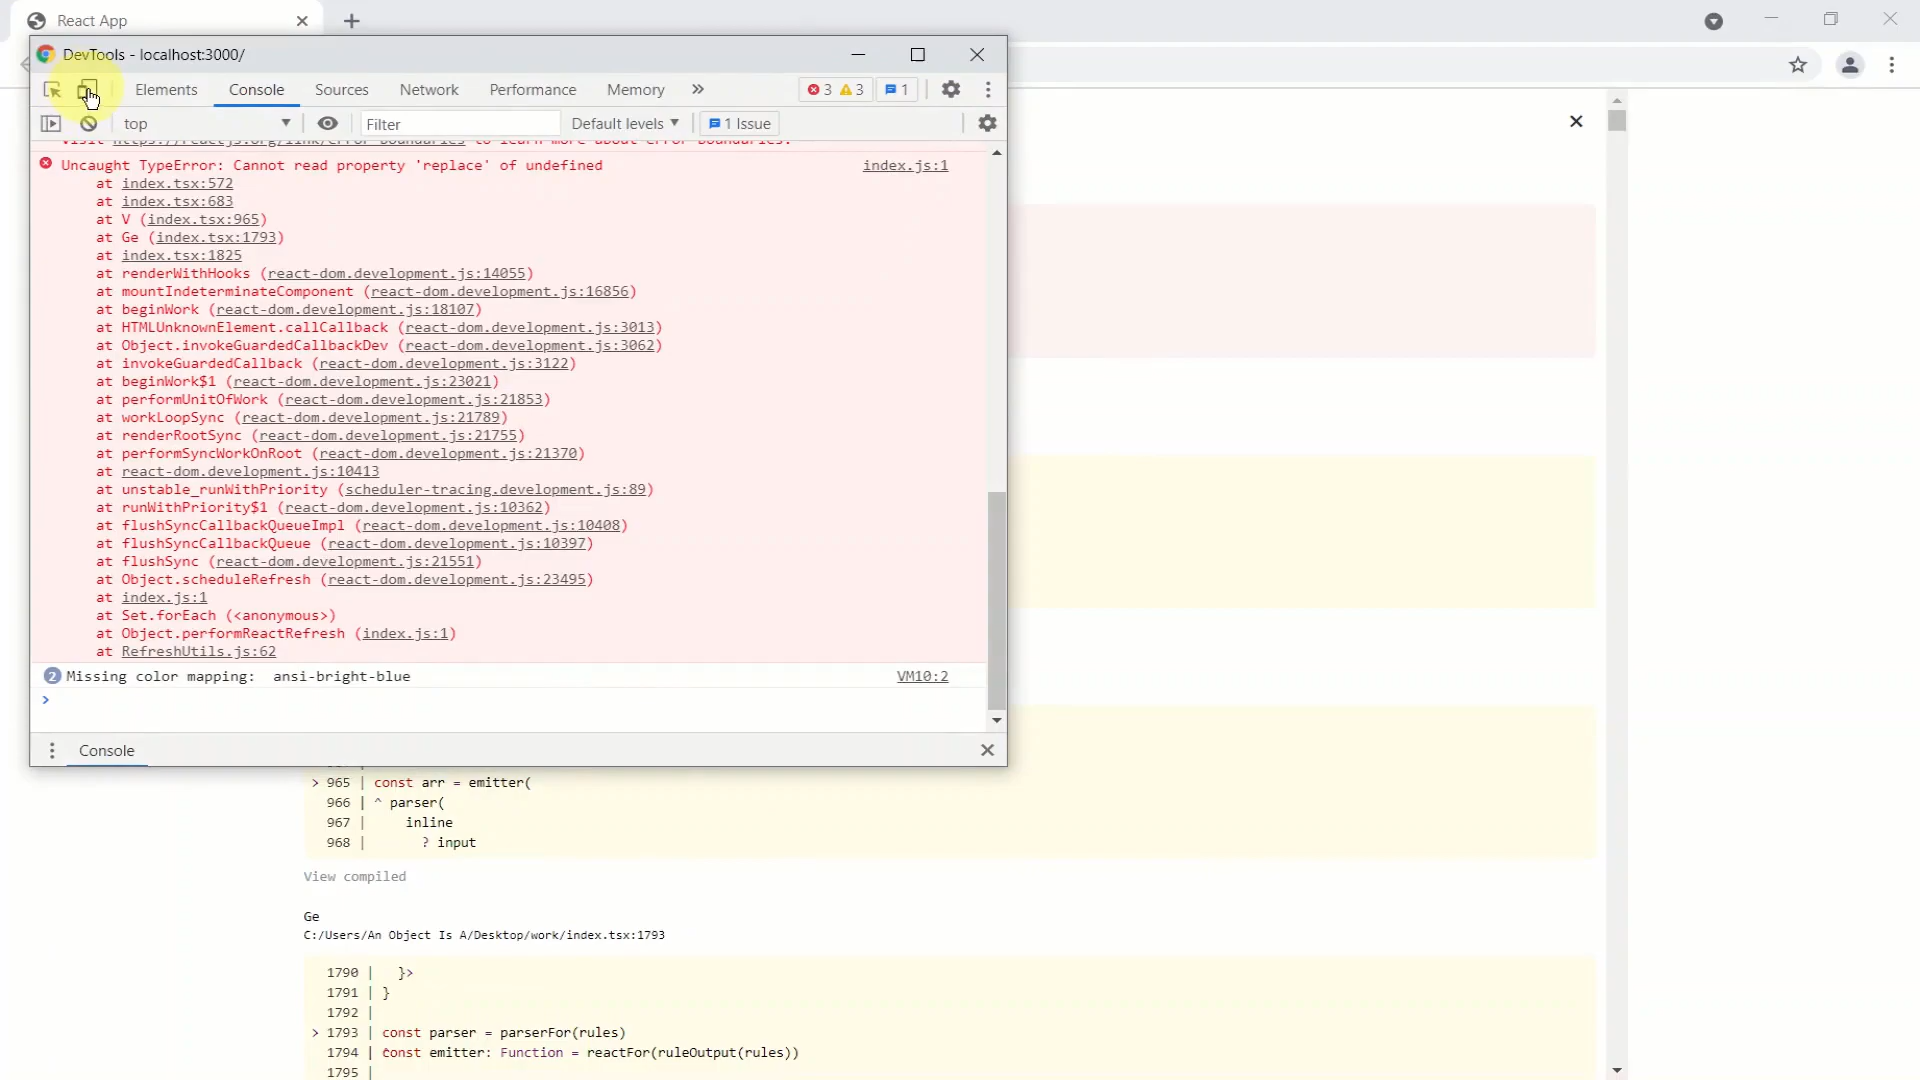 React App
DevTools - localhost:3000/
Elements
Console
Sources
Network
Performance
Memory
3
3
1
top
Filter
Default levels
1 Issue
Uncaught TypeError: Cannot read property 'replace' of undefined
index.js:1
at index.tsx:572
at index.tsx:683
at V (index.tsx:965)
at Ge (index.tsx:1793)
at index.tsx:1825
at renderWithHooks (react-dom.development.js:14055)
at mountIndeterminateComponent (react-dom.development.js:16856)
at beginWork (react-dom.development.js:18107)
at HTMLUnknownElement.callCallback (react-dom.development.js:3013)
at Object.invokeGuardedCallbackDev (react-dom.development.js:3062)
at invokeGuardedCallback (react-dom.development.js:3122)
at beginWork$1 (react-dom.development.js:23021)
at performUnitOfWork (react-dom.development.js:21853)
at workLoopSync (react-dom.development.js:21789)
at renderRootSync (react-dom.development.js:21755)
at performSyncWorkOnRoot (react-dom.development.js:21370)
at react-dom.development.js:10413
at unstable_runWithPriority (scheduler-tracing.development.js:89)
at runWithPriority$1 (react-dom.development.js:10362)
at flushSyncCallbackQueueImpl (react-dom.development.js:10408)
at flushSyncCallbackQueue (react-dom.development.js:10397)
at flushSync (react-dom.development.js:21551)
at Object.scheduleRefresh (react-dom.development.js:23495)
at index.js:1
at Set.forEach (<anonymous>)
at Object.performReactRefresh (index.js:1)
at RefreshUtils.js:62
2 Missing color mapping:  ansi-bright-blue
VM10:2
>
Console
> 965 | const arr = emitter(
966 | ^ parser(
967 |     inline
968 |       ? input
View compiled
Ge
C:/Users/An Object Is A/Desktop/work/index.tsx:1793
1790 |   }>
1791 | }
1792 |
> 1793 | const parser = parserFor(rules)
1794 | const emitter: Function = reactFor(ruleOutput(rules))
1795 |